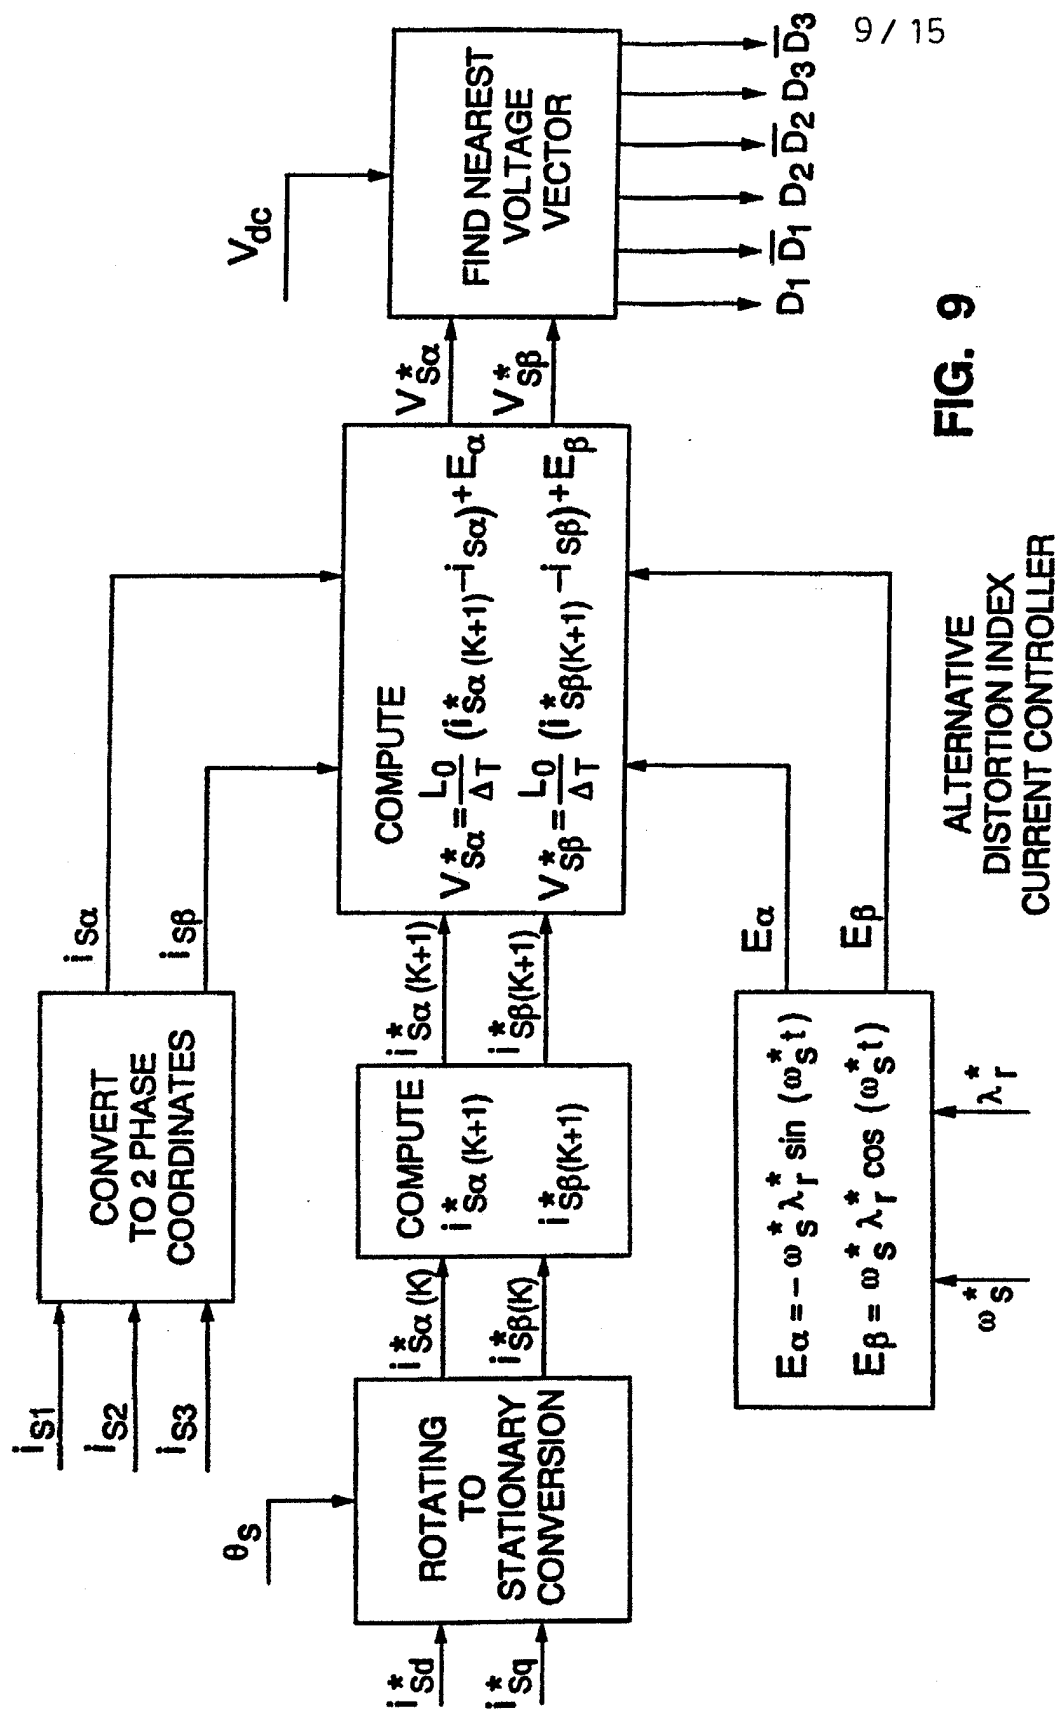 9 / 15
i_S1
i_S2
i_S3
CONVERT
TO 2 PHASE
COORDINATES
i_Sα
i_Sβ
V_dc
θ_S
i*_Sd
i*_Sq
ROTATING
TO
STATIONARY
CONVERSION
i*_Sα(K)
i*_Sβ(K)
COMPUTE
i*_Sα(K+1)
i*_Sβ(K+1)
i*_Sα(K+1)
i*_Sβ(K+1)
COMPUTE
V*_Sα = L_0/ΔT (i*_Sα(K+1) - i_Sα) + E_α
V*_Sβ = L_0/ΔT (i*_Sβ(K+1) - i_Sβ) + E_β
V*_Sα
V*_Sβ
FIND NEAREST
VOLTAGE
VECTOR
D1 D̅1 D2 D̅2 D3 D̅3
E_α = - ω*_s λ*_r sin (ω*_s t)
E_β = ω*_s λ*_r cos (ω*_s t)
E_α
E_β
ω*_s
λ*_r
FIG. 9
ALTERNATIVE
DISTORTION INDEX
CURRENT CONTROLLER